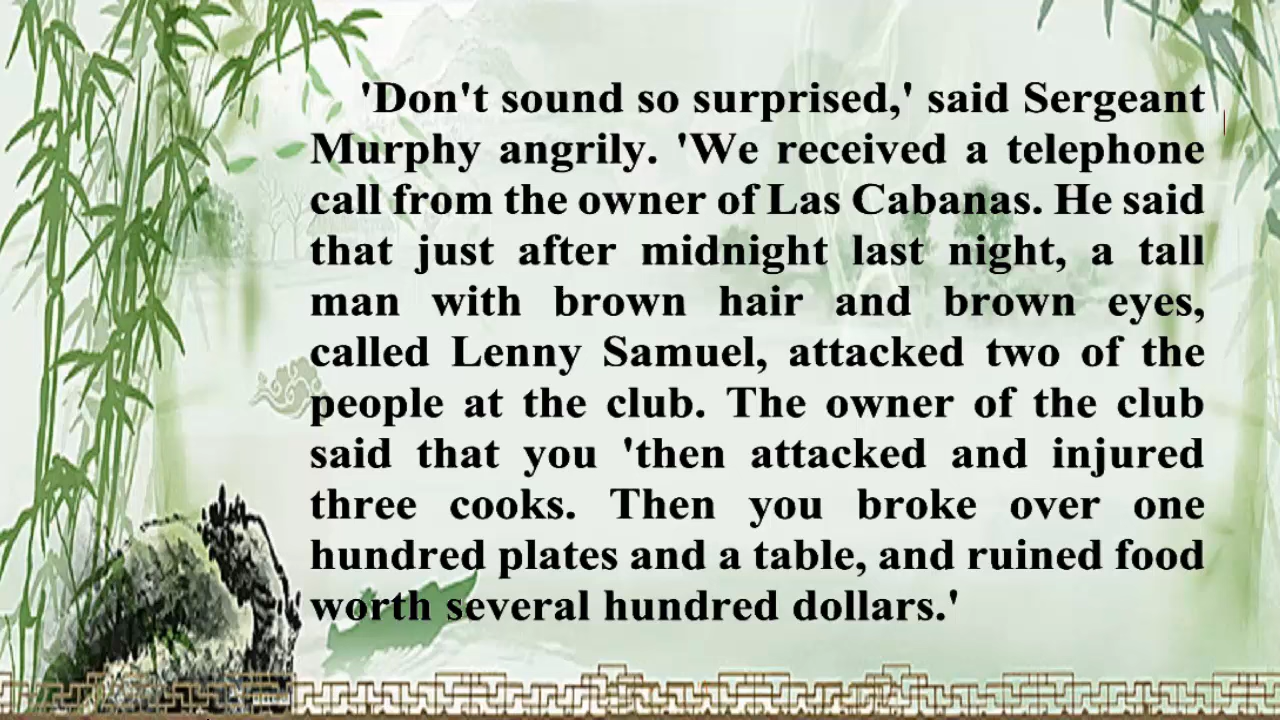 'Don't sound so surprised,' said Sergeant
Murphy angrily. 'We received a telephone
call from the owner of Las Cabanas. He said
that just after midnight last night, a tall
man with brown hair and brown eyes,
called Lenny Samuel, attacked two of the
people at the club. The owner of the club
said that you 'then attacked and injured
three cooks. Then you broke over one
hundred plates and a table, and ruined food
worth several hundred dollars.'